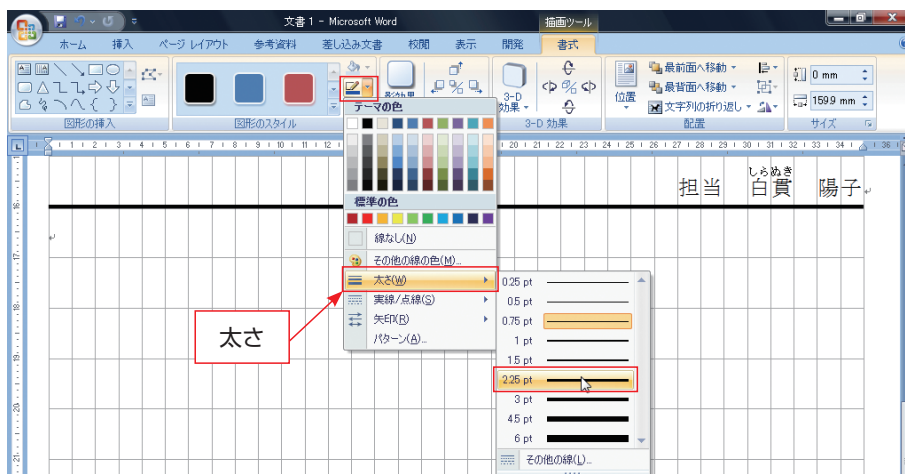 文書 1 - Microsoft Word
描画ツール
ホーム 挿入 ページ レイアウト 参考資料 差し込み文書 校閲 表示 開発 書式
3-D
効果
位置
最前面へ移動
最背面へ移動
文字列の折り返し
0 mm
159.9 mm
図形の挿入 図形のスタイル 3-D 効果 配置 サイズ
テーマの色
標準の色
線なし(N)
その他の線の色(M)...
太さ(W)
実線/点線(S)
矢印(R)
パターン(A)...
0.25 pt
0.5 pt
0.75 pt
1 pt
1.5 pt
2.25 pt
3 pt
4.5 pt
6 pt
その他の線(L)...
しらぬき
担当 白貫 陽子
太さ